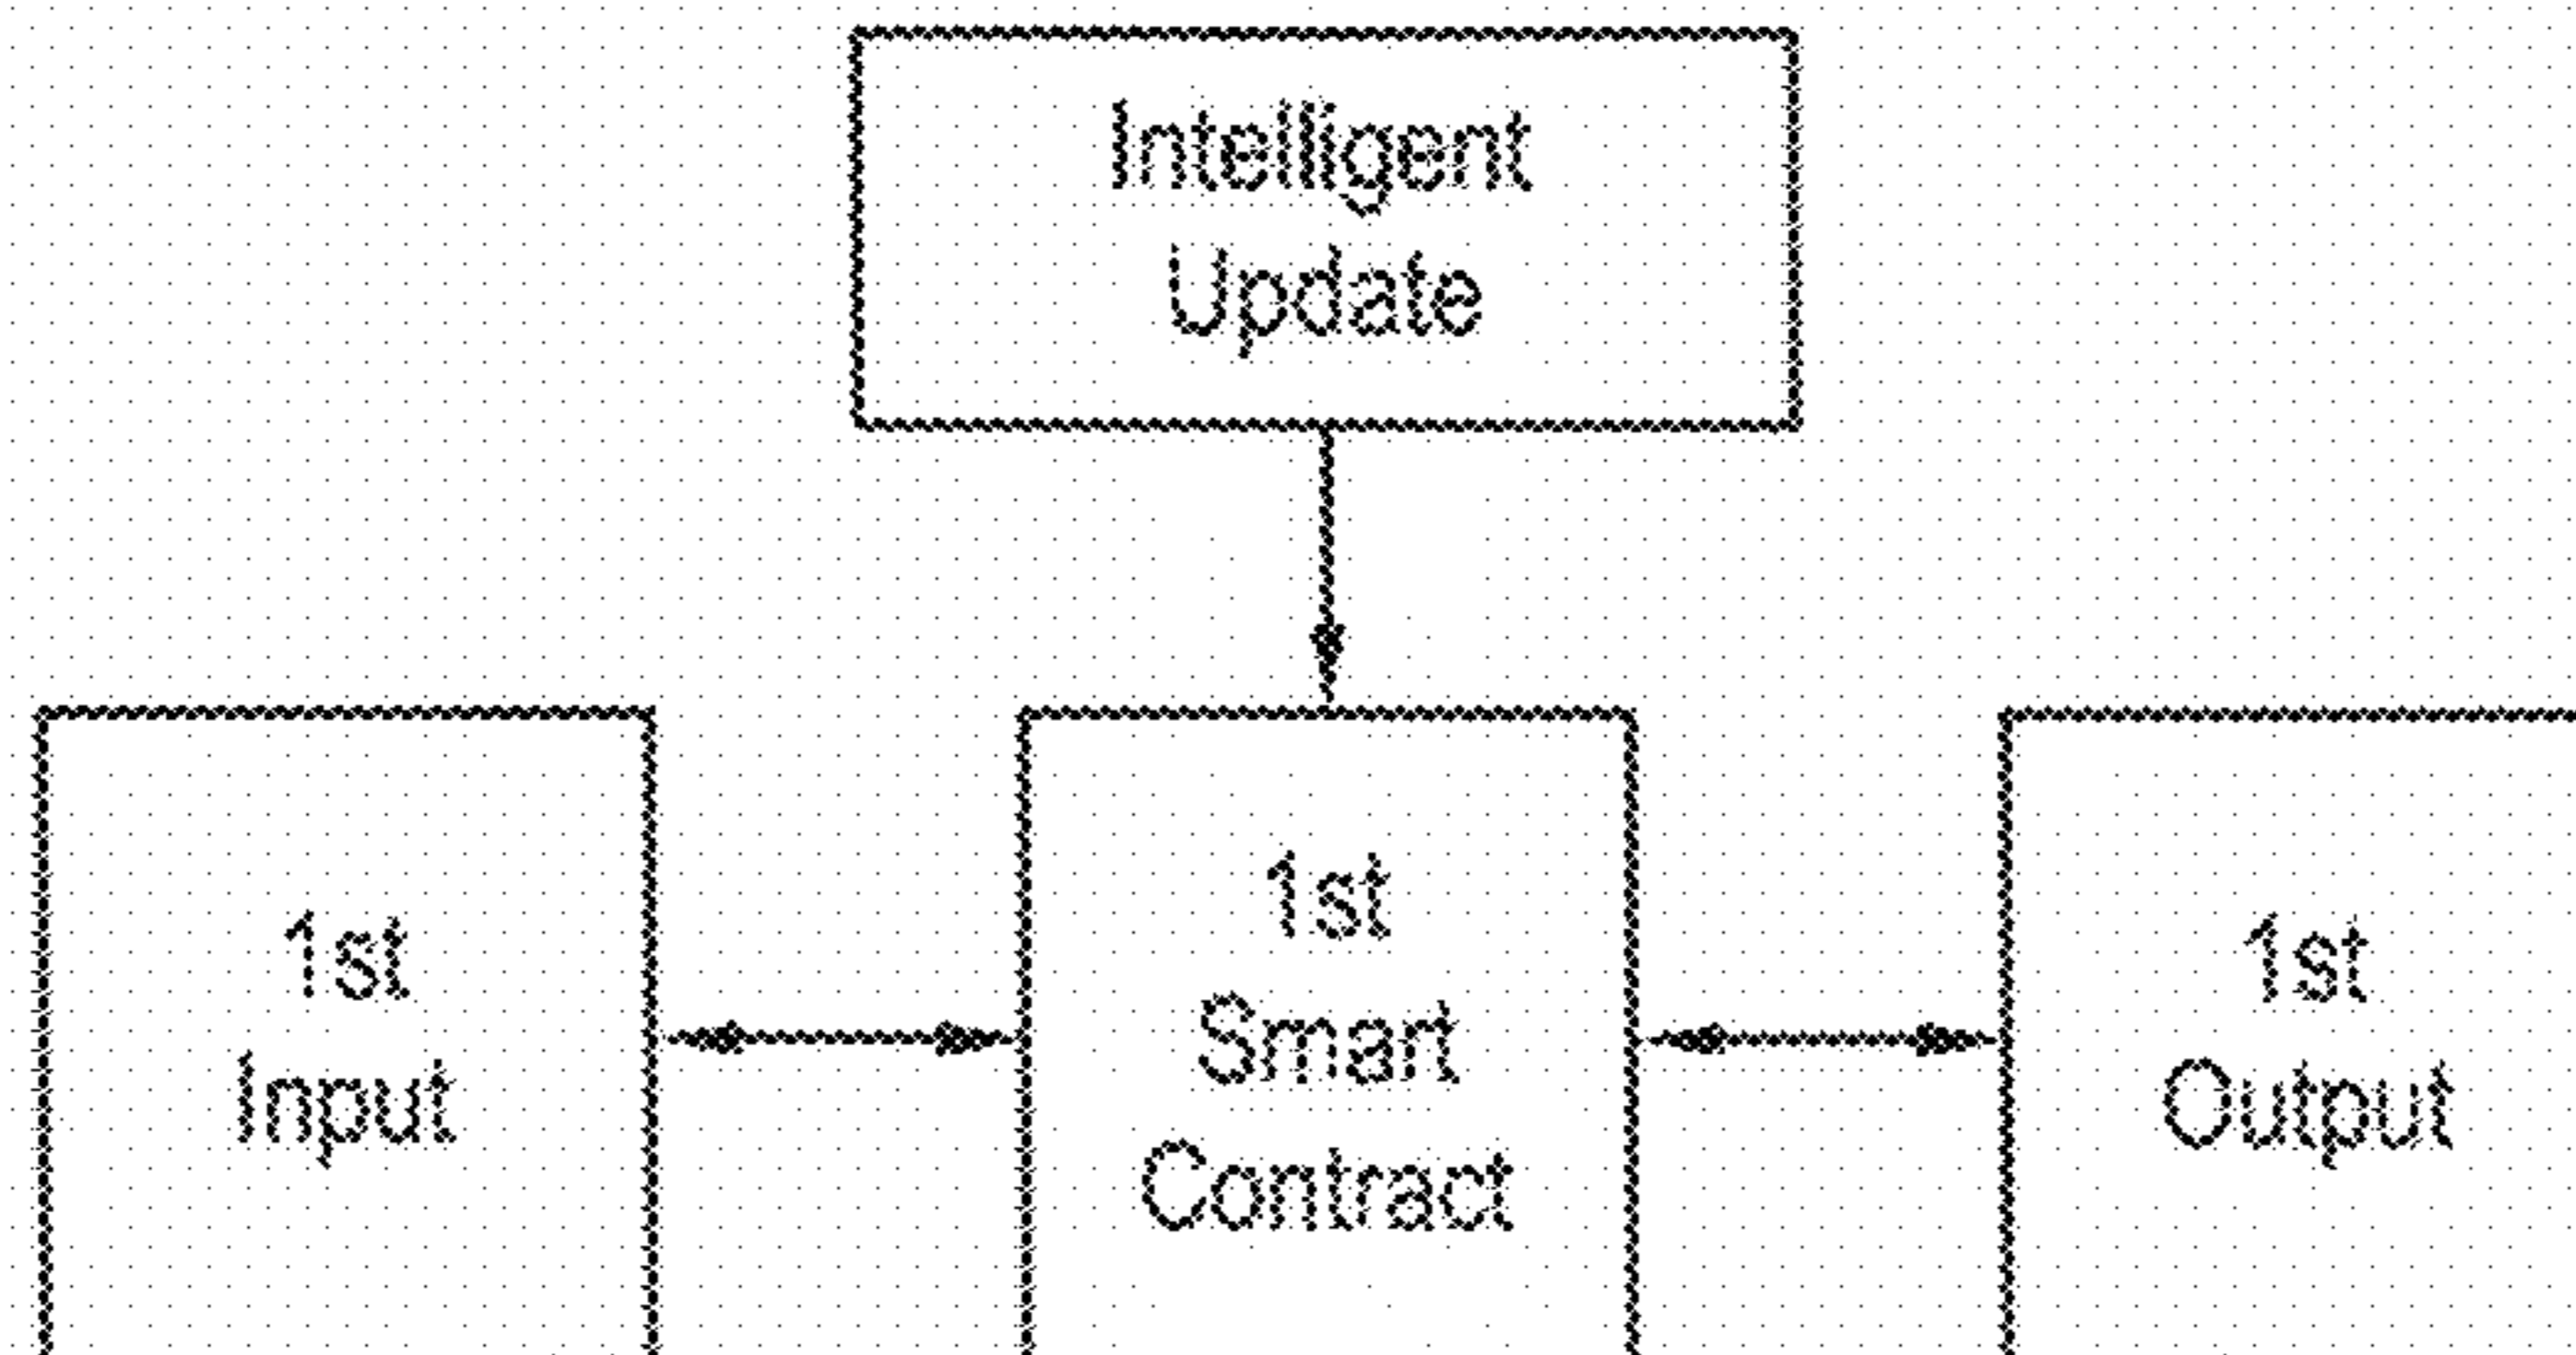 Intelligent
Update
1st
Input
1st
Smart
Contract
1st
Output